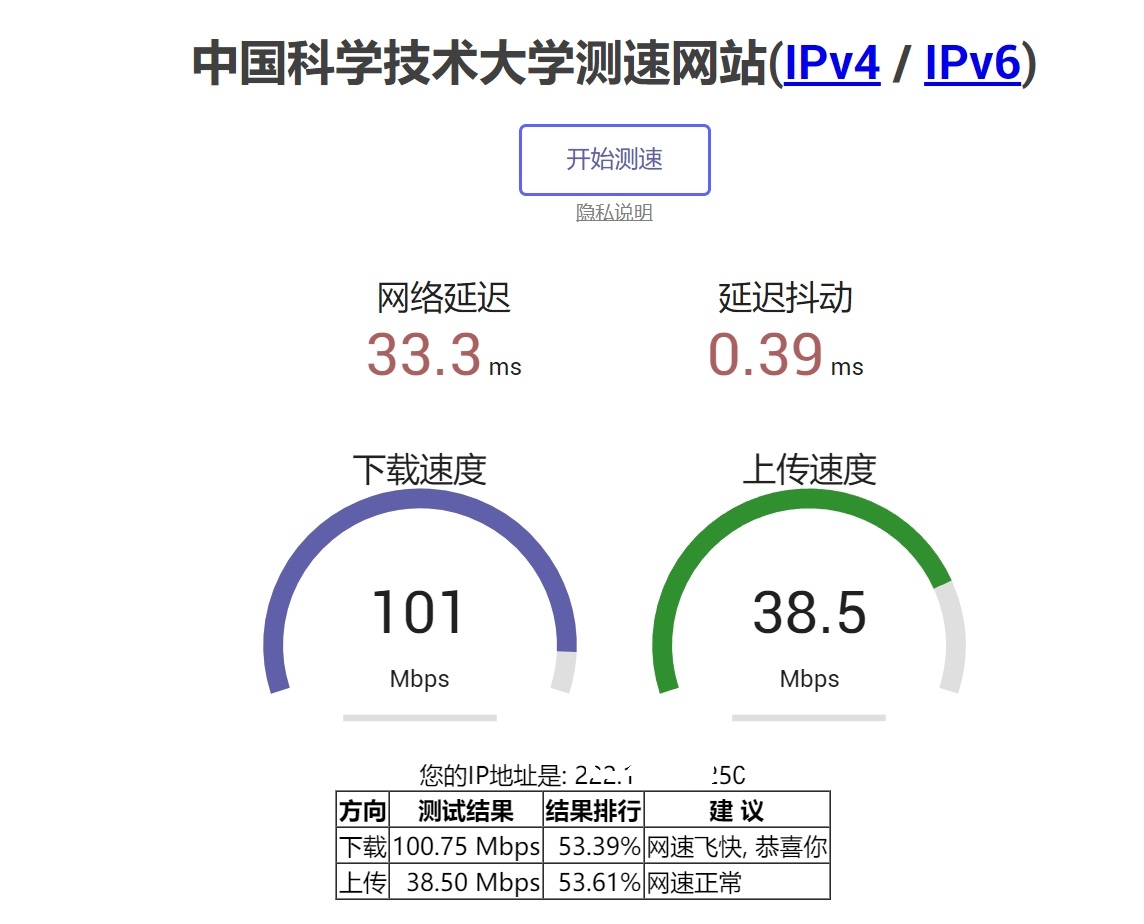 中国科学技术大学测速网站(IPv4 / IPv6)
开始测速
隐私说明
网络延迟 延迟抖动
33.3 ms 0.39 ms
下载速度 上传速度
101 38.5
Mbps Mbps
您的IP地址是:
方向 测试结果 结果排行 建 议
下载 100.75 Mbps 53.39% 网速飞快, 恭喜你
上传 38.50 Mbps 53.61% 网速正常